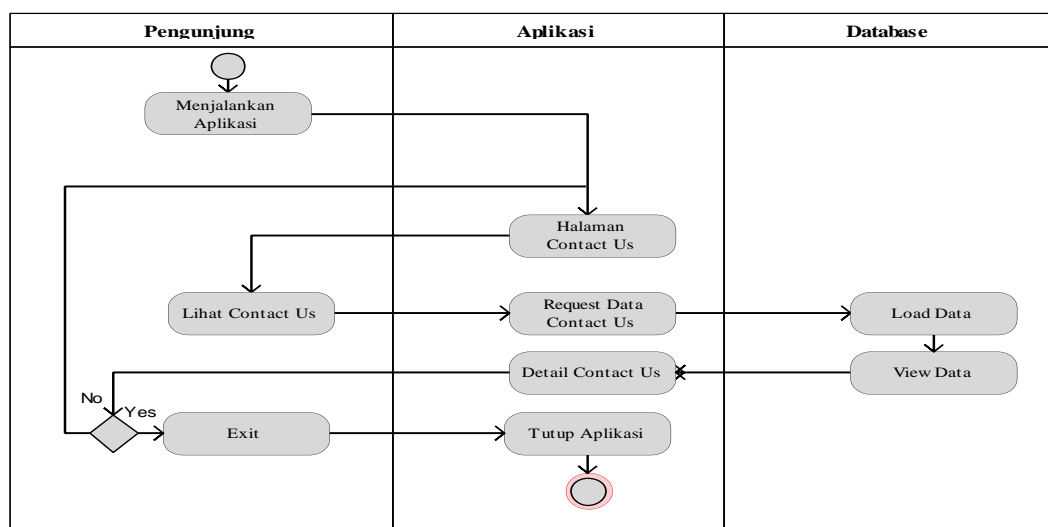 Pengunjung
Aplikasi
Database
Menjalankan
Aplikasi
Halaman
Contact Us
Lihat Contact Us
Request Data
Contact Us
Load Data
Detail Contact Us
View Data
No
Yes
Exit
Tutup Aplikasi